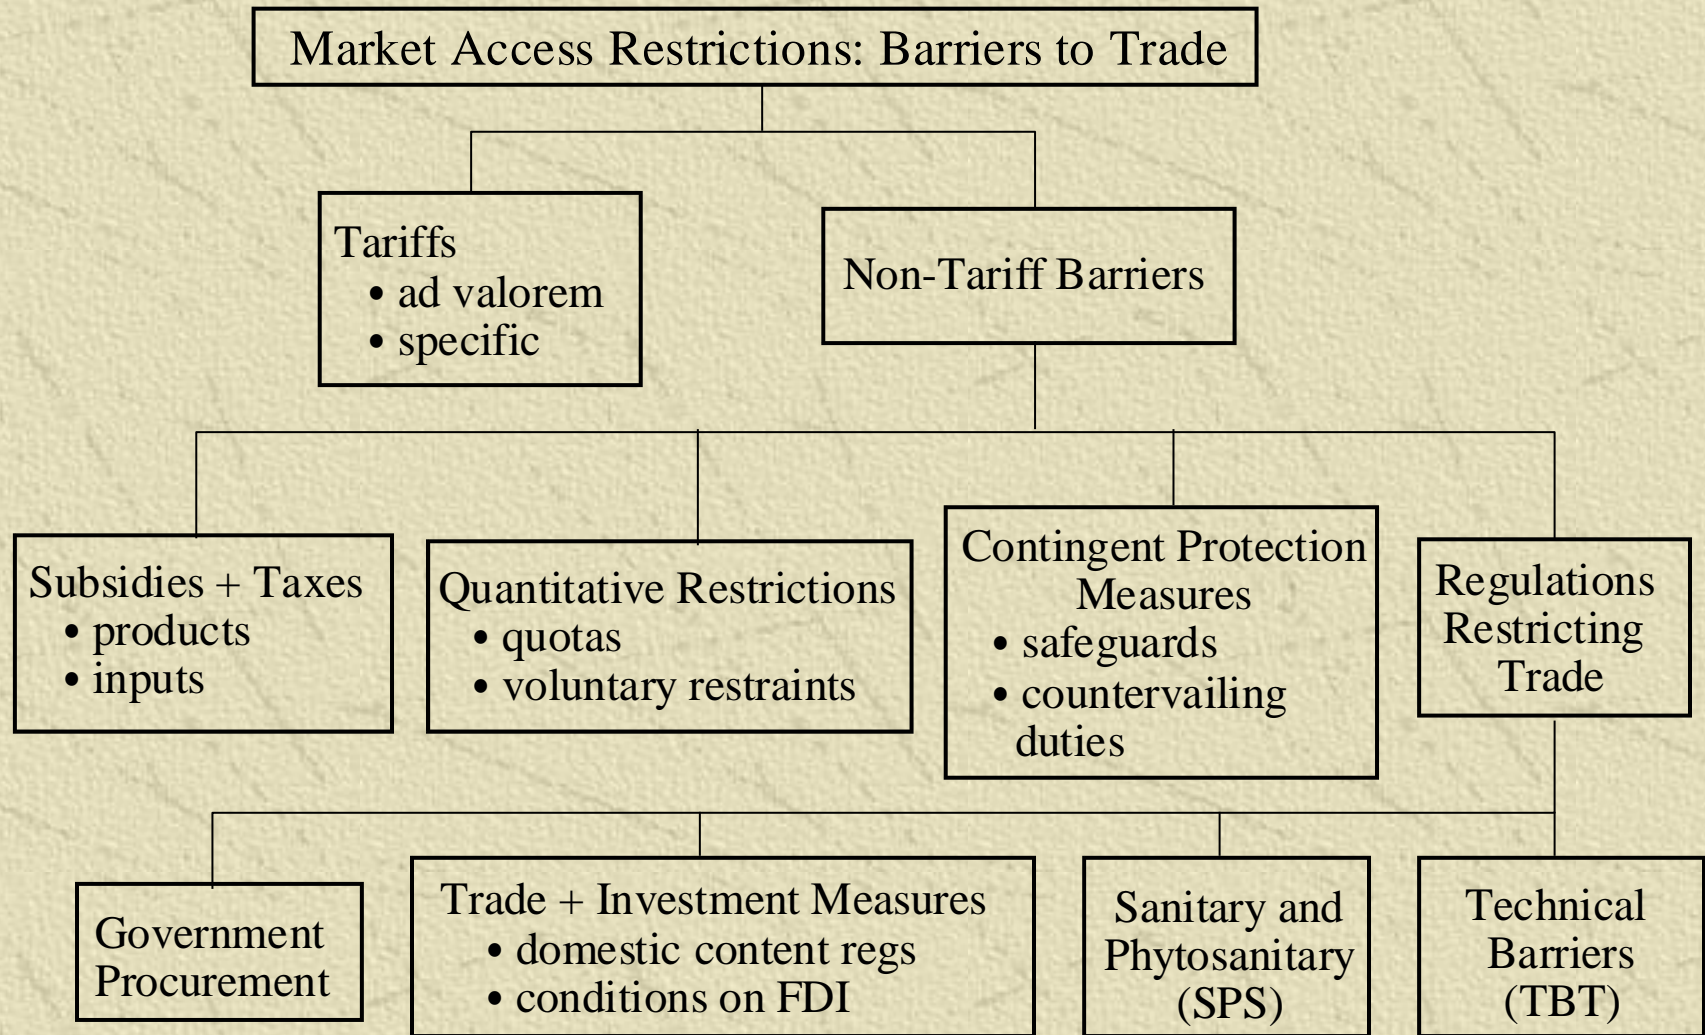 Market Access Restrictions: Barriers to Trade
Tariffs
• ad valorem
• specific
Non-Tariff Barriers
Subsidies + Taxes
• products
• inputs
Quantitative Restrictions
• quotas
• voluntary restraints
Contingent Protection
Measures
• safeguards
• countervailing
duties
Regulations
Restricting
Trade
Government
Procurement
Trade + Investment Measures
• domestic content regs
• conditions on FDI
Sanitary and
Phytosanitary
(SPS)
Technical
Barriers
(TBT)